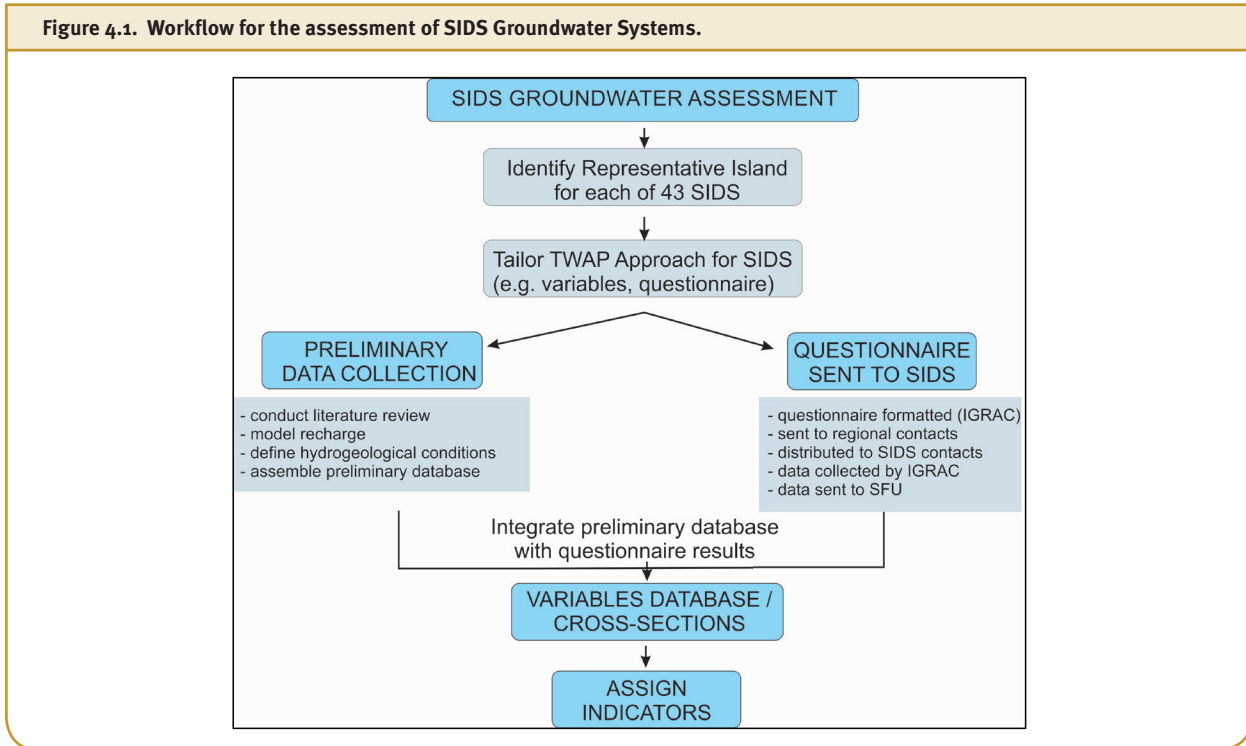 Figure 4.1. Workflow for the assessment of SIDS Groundwater Systems.
SIDS GROUNDWATER ASSESSMENT
Identify Representative Island
for each of 43 SIDS
Tailor TWAP Approach for SIDS
(e.g. variables, questionnaire)
PRELIMINARY
DATA COLLECTION
- conduct literature review
- model recharge
- define hydrogeological conditions
- assemble preliminary database
QUESTIONNAIRE
SENT TO SIDS
- questionnaire formatted (IGRAC)
- sent to regional contacts
- distributed to SIDS contacts
- data collected by IGRAC
- data sent to SFU
Integrate preliminary database
with questionnaire results
VARIABLES DATABASE /
CROSS-SECTIONS
ASSIGN
INDICATORS